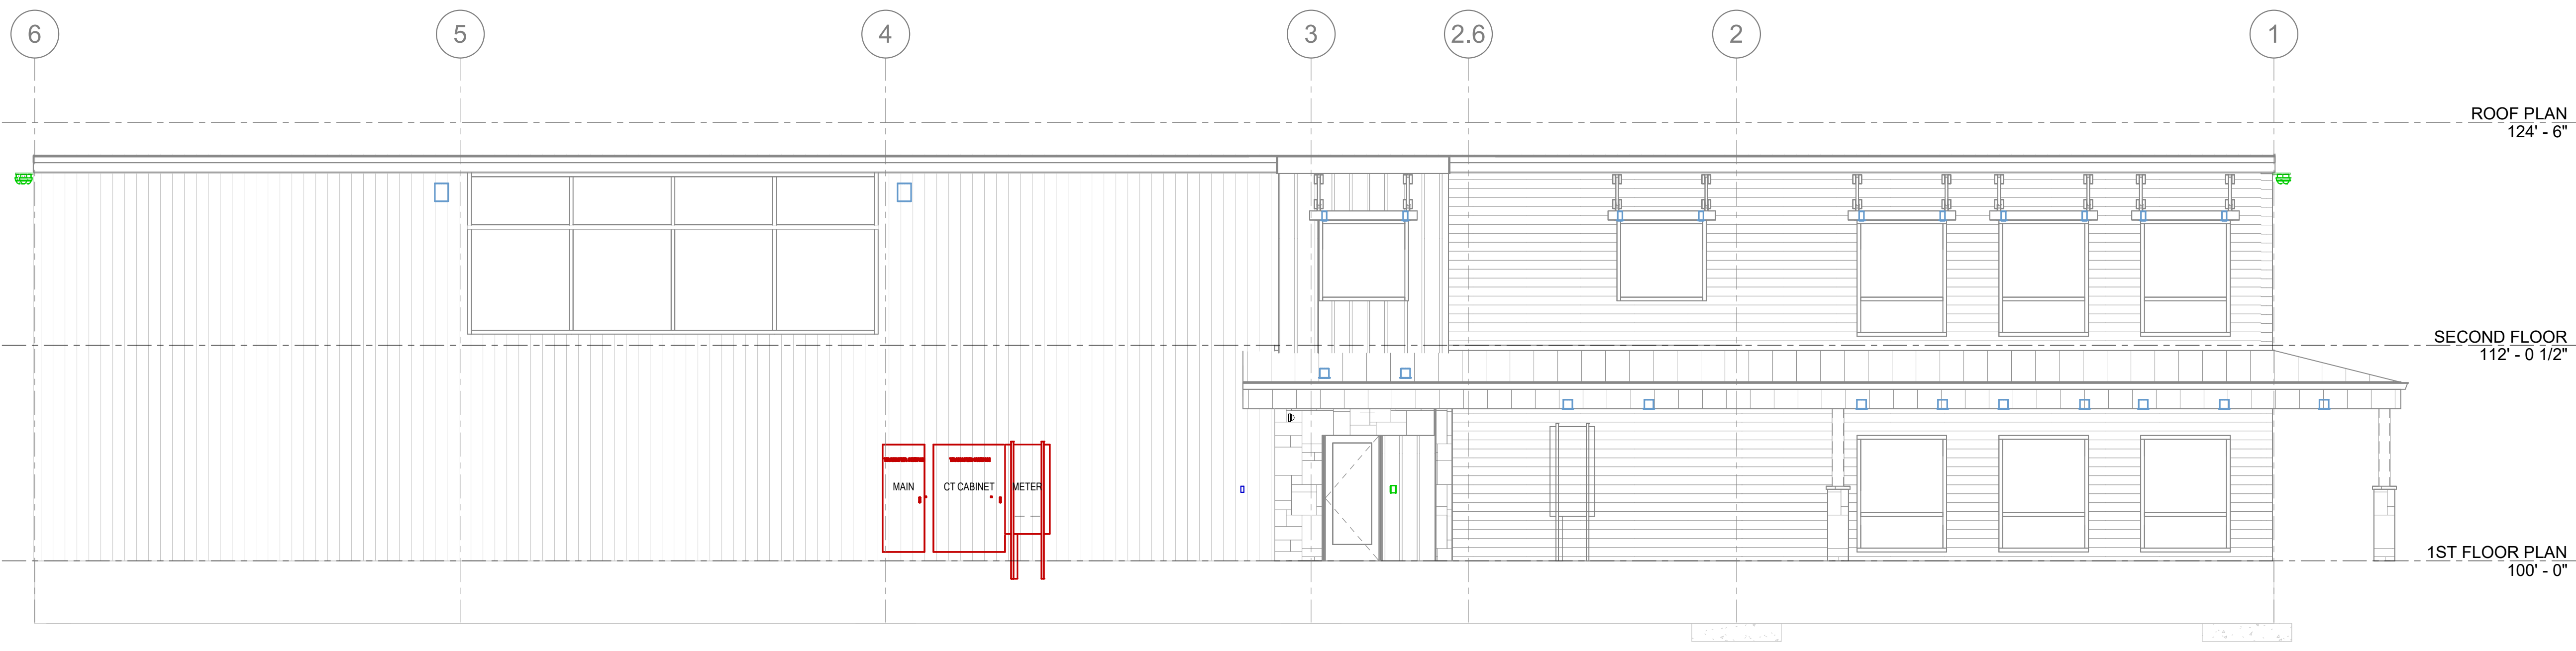 6
5
4
3
2.6
2
1
ROOF PLAN
124' - 6"
SECOND FLOOR
112' - 0 1/2"
MAIN
CT CABINET
METER
1ST FLOOR PLAN
100' - 0"